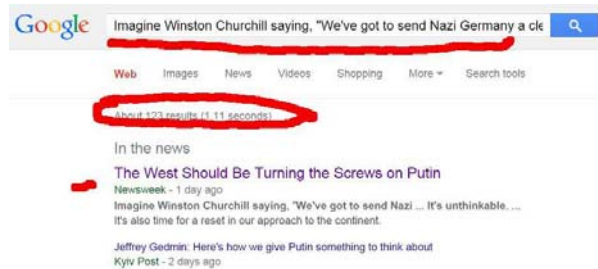 Google Imagine Winston Churchill saying, "We've got to send Nazi Germany a cle
Web Images News Videos Shopping More Search tools
About 123 results (1.11 seconds)
In the news
The West Should Be Turning the Screws on Putin
Newsweek - 1 day ago
Imagine Winston Churchill saying, "We've got to send Nazi ... It's unthinkable. ...
It's also time for a reset in our approach to the continent.
Jeffrey Gedmin: Here's how we give Putin something to think about
Kyiv Post - 2 days ago